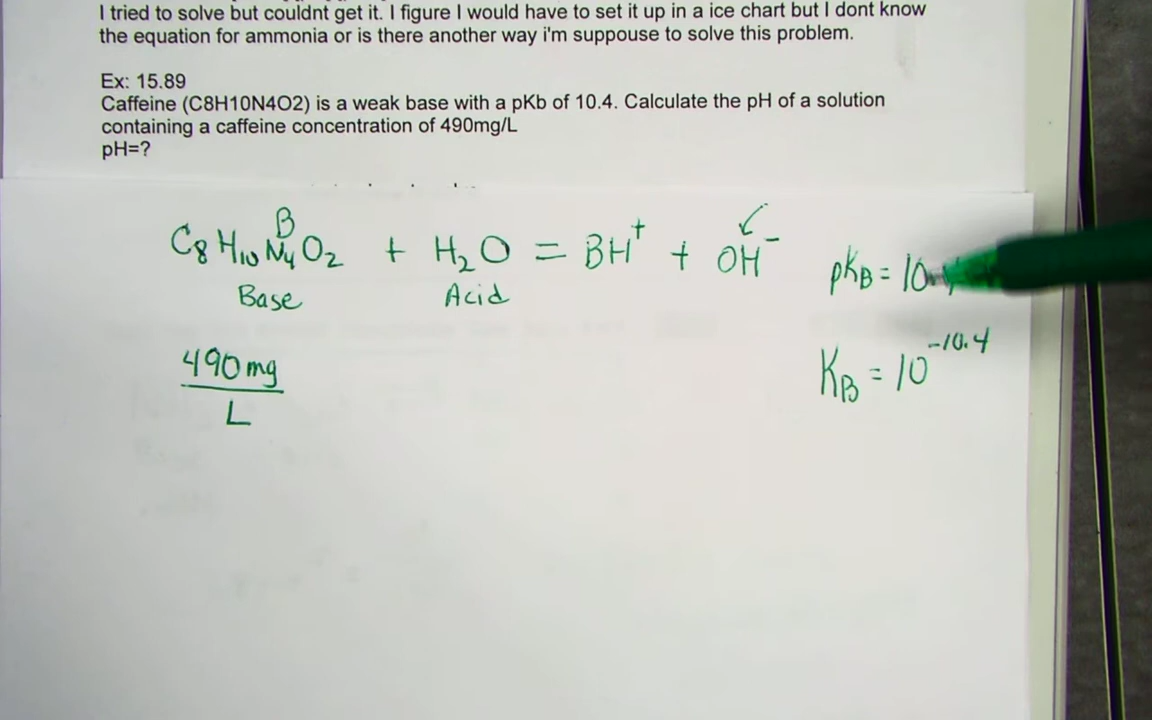 I tried to solve but couldnt get it. I figure I would have to set it up in a ice chart but I dont know
the equation for ammonia or is there another way i'm suppouse to solve this problem.
Ex: 15.89
Caffeine (C8H10N4O2) is a weak base with a pKb of 10.4. Calculate the pH of a solution
containing a caffeine concentration of 490mg/L
pH=?
B
C8H10N4O2 + H2O = BH+ + OH-
Base Acid
pKB = 10.
KB = 10-10.4
490mg
L